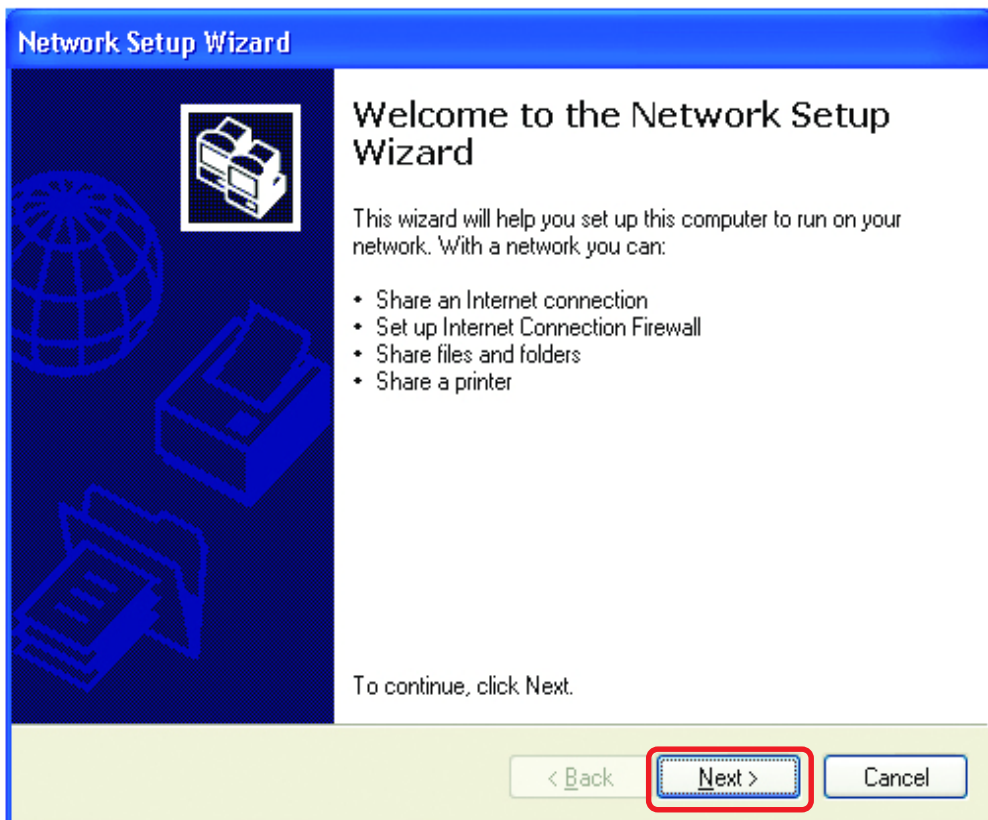 Network Setup Wizard
Welcome to the Network Setup
Wizard
This wizard will help you set up this computer to run on your
network. With a network you can:
• Share an Internet connection
• Set up Internet Connection Firewall
• Share files and folders
• Share a printer
To continue, click Next.
< Back Next > Cancel